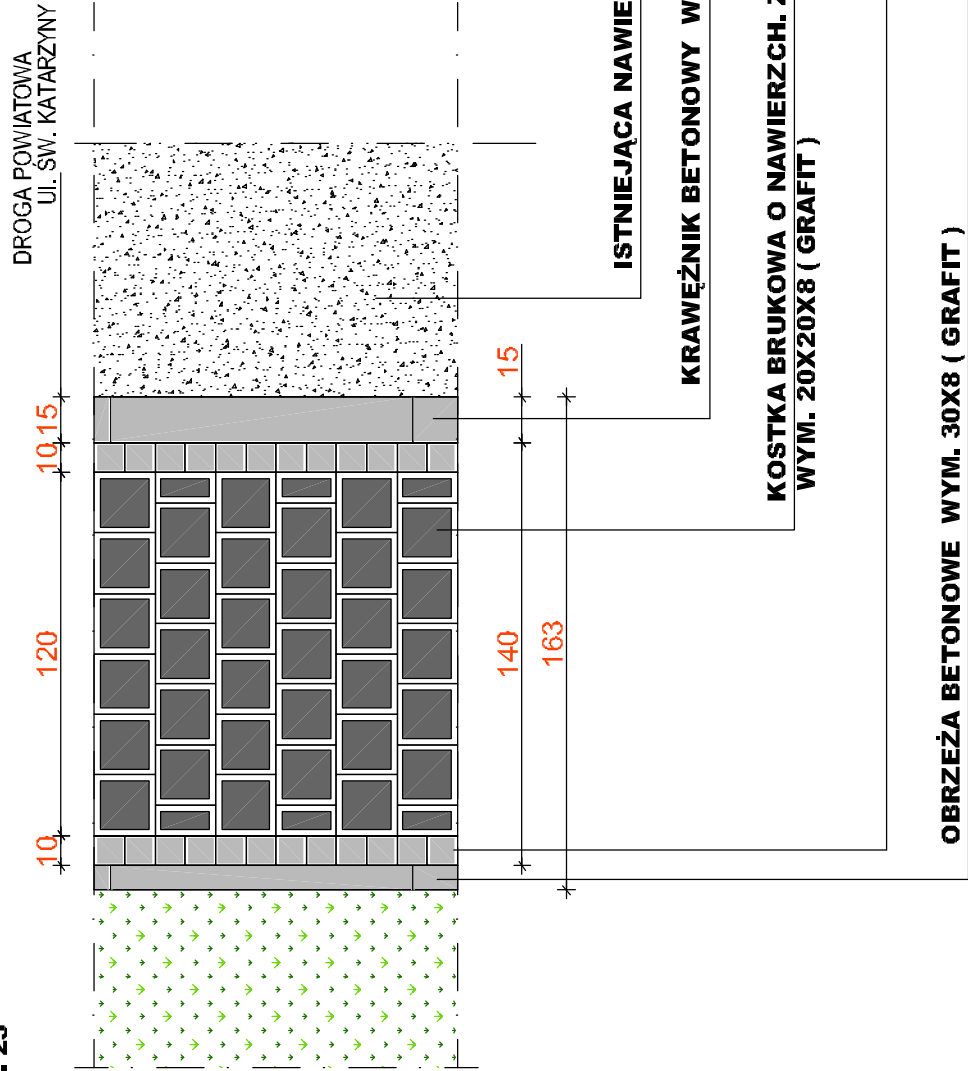 DROGA POWIATOWA
Ul. ŚW. KATARZYNY
ISTNIEJĄCA NAWIE
KRAWĘŻNIK BETONOWY W
KOSTKA BRUKOWA O NAWIERZCH. Z
WYM. 20X20X8 ( GRAFIT )
OBRZEŻA BETONOWE WYM. 30X8 ( GRAFIT )
15
10
120
10
15
140
163